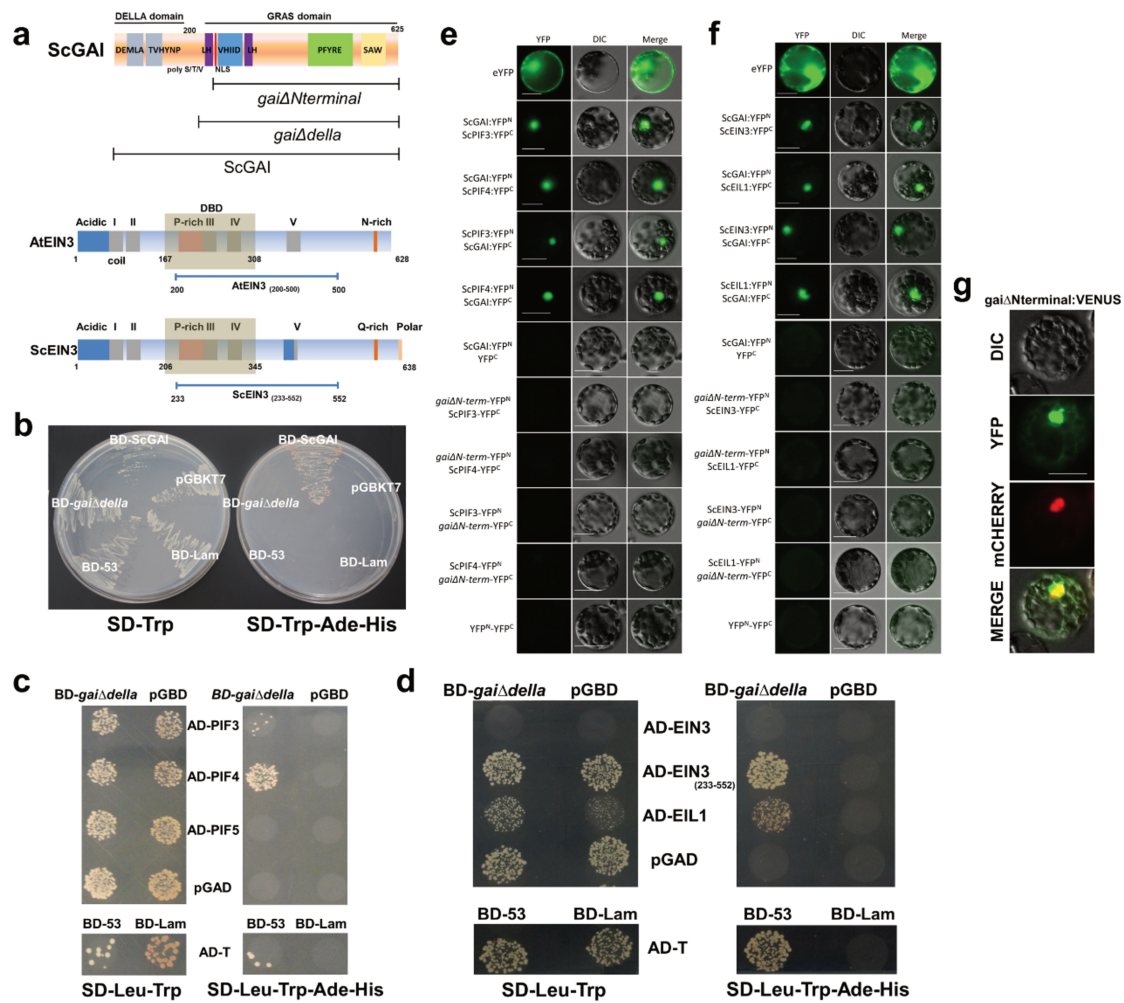 a
DELLA domain
GRAS domain
200
625
ScGAI
DEMLA
TVHYNP
LH
VHIID
LH
PFYRE
SAW
poly S/T/V
NLS
gaiΔNterminal
gaiΔdella
ScGAI
DBD
Acidic I II P-rich III IV V N-rich
AtEIN3
1 coil 167 308 628
200 AtEIN3 (200-500) 500
Acidic I II P-rich III IV V Q-rich Polar
ScEIN3
1 206 345 638
233 ScEIN3 (233-552) 552
b
BD-ScGAI
pGBKT7
BD-gaiΔdella
BD-Lam
BD-53
SD-Trp
BD-ScGAI
pGBKT7
BD-gaiΔdella
BD-53
BD-Lam
SD-Trp-Ade-His
c
BD-gaiΔdella pGBD BD-gaiΔdella pGBD
AD-PIF3
AD-PIF4
AD-PIF5
pGAD
BD-53 BD-Lam BD-53 BD-Lam
AD-T
SD-Leu-Trp SD-Leu-Trp-Ade-His
d
BD-gaiΔdella pGBD BD-gaiΔdella pGBD
AD-EIN3
AD-EIN3
(233-552)
AD-EIL1
pGAD
BD-53 BD-Lam BD-53 BD-Lam
AD-T
SD-Leu-Trp SD-Leu-Trp-Ade-His
e
YFP DIC Merge
eYFP
ScGAI:YFPᴺ
ScPIF3:YFPᶜ
ScGAI:YFPᴺ
ScPIF4:YFPᶜ
ScPIF3:YFPᴺ
ScGAI:YFPᶜ
ScPIF4:YFPᴺ
ScGAI:YFPᶜ
ScGAI:YFPᴺ
YFPᶜ
gaiΔN-term-YFPᴺ
ScPIF3-YFPᶜ
gaiΔN-term-YFPᴺ
ScPIF4-YFPᶜ
ScPIF3-YFPᴺ
gaiΔN-term-YFPᶜ
ScPIF4-YFPᴺ
gaiΔN-term-YFPᶜ
YFPᴺ-YFPᶜ
f
YFP DIC Merge
eYFP
ScGAI:YFPᴺ
ScEIN3:YFPᶜ
ScGAI:YFPᴺ
ScEIL1:YFPᶜ
ScEIN3:YFPᴺ
ScGAI:YFPᶜ
ScEIL1:YFPᴺ
ScGAI:YFPᶜ
ScGAI:YFPᴺ
YFPᶜ
gaiΔN-term-YFPᴺ
ScEIN3-YFPᶜ
gaiΔN-term-YFPᴺ
ScEIL1-YFPᶜ
ScEIN3-YFPᴺ
gaiΔN-term-YFPᶜ
ScEIL1-YFPᴺ
gaiΔN-term-YFPᶜ
YFPᴺ-YFPᶜ
g
gaiΔNterminal:VENUS
DIC
YFP
mCHERRY
MERGE